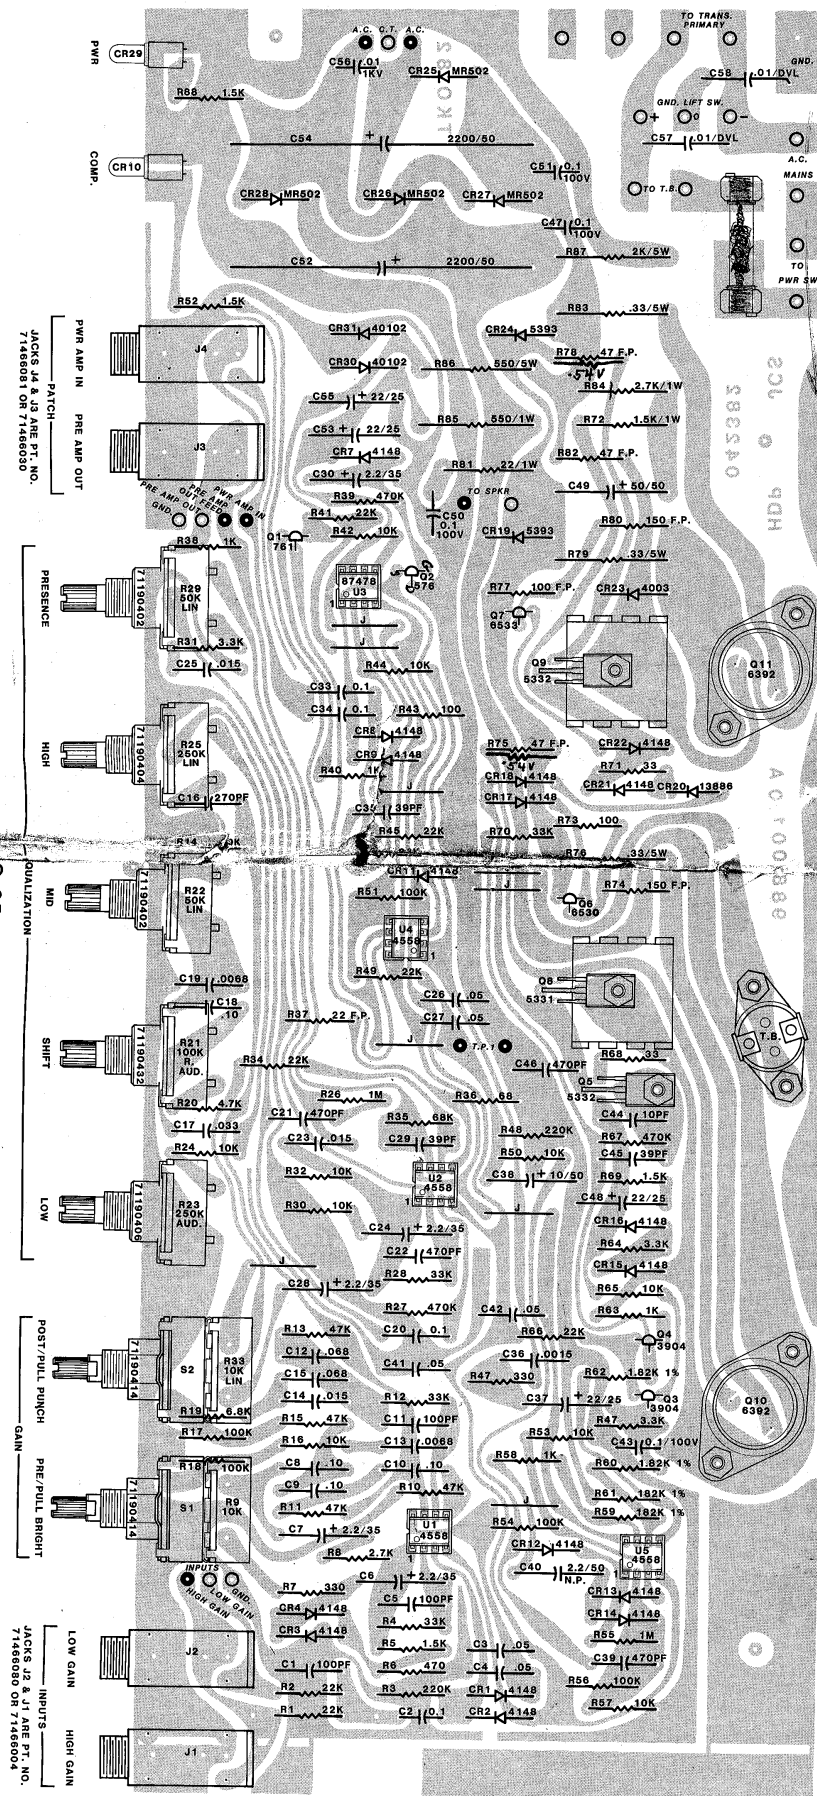 TO TRANS.
PRIMARY
A.C. C.T. A.C.
PWR
CR29
C56 .01
1KV
CR25 MR502
GND.
C58 .01/DVL
R88 1.5K
GND. LIFT SW.
+ O -
C57 .01/DVL
A.C.
MAINS
C54 + 2200/50
COMP.
CR10
C51 0.1
100V
TO T.B.
CR28 MR502
CR26 MR502
CR27 MR502
C47 0.1
100V
R87 2K/5W
TO
PWR SW
C52 + 2200/50
R52 1.5K
R83 .33/5W
PWR AMP IN
J4
CR31 40102
CR24 5393
R78 47 F.P.
.54V
CR30 40102
R86 550/5W
R84 2.7K/1W
PATCH
JACKS J4 & J3 ARE PT. NO.
71466081 OR 71466030
C55 + 22/25
R85 550/1W
R72 1.5K/1W
PRE AMP OUT
J3
C53 + 22/25
CR7 4148
R82 47 F.P.
R81 22/1W
C30 + 2.2/35
C49 + 50/50
TO SPKR
R39 470K
PWR AMP IN
PRE AMP
OUT FEED
PRE AMP OUT
GND.
R41 22K
C50
0.1
100V
R80 150 F.P.
Q1
761
R42 10K
CR19 5393
R38 1K
R79 .33/5W
PRESENCE
71190402
R29
50K
LIN
87478
U3
1
Q2
576
R77 100 F.P.
CR23 4003
Q7
6533
J
R31 3.3K
J
C25 .015
R44 10K
Q9
5332
Q11
6392
C33 0.1
C34 0.1
R43 100
HIGH
71190404
R25
250K
LIN
CR8 4148
CR9 4148
R75 47 F.P.
.54V
CR22 4148
R71 33
R40 1K
J
CR18 4148
CR21 4148
CR20 13886
CR17 4148
C16 270PF
C35 39PF
R73 100
R45 22K
R70 33K
R14
R76 .33/5W
EQUALIZATION
MID
71190402
R22
50K
LIN
CR11 4148
J
J
R74 150 F.P.
R51 100K
Q6
6530
U4
4558
1
R49 22K
C19 .0068
Q8
5331
C26 .05
C18
10
R37 22 F.P.
C27 .05
T.B.
SHIFT
71190432
R21
100K
R.
AUD.
J
T.P.1
R34 22K
C46 470PF
R68 33
Q5
5332
R26 1M
R36 68
R20 4.7K
C21 470PF
R35 68K
C44 10PF
C17 .033
C23 .015
C29 39PF
R48 220K
R67 470K
R24 10K
R50 10K
C45 39PF
R32 10K
U2
4558
1
C38 + 10/50
R69 1.5K
LOW
71190406
R23
250K
AUD.
R30 10K
J
C48 + 22/25
C24 + 2.2/35
CR16 4148
C22 470PF
R64 3.3K
J
R28 33K
CR15 4148
C28 + 2.2/35
R65 10K
R27 470K
C42 .05
R63 1K
POST/PULL PUNCH
71190414
S2
R33
10K
LIN
R13 47K
C20 0.1
R66 22K
Q4
3904
C12 .068
C41 .05
C36 .0015
C15 .068
R47 330
R62 1.82K 1%
C14 .015
R12 33K
C37 + 22/25
Q3
3904
Q10
6392
R19 6.8K
R15 47K
C11 100PF
R47 3.3K
R17 100K
GAIN
R16 10K
C13 .0068
R53 10K
C43 0.1/100V
R18 100K
C8 .10
C10 .10
R58 1K
R60 1.82K 1%
PRE/PULL BRIGHT
71190414
S1
R9
10K
C9 .10
R10 47K
R61 182K 1%
R11 47K
J
R59 182K 1%
U1
4558
1
R54 100K
C7 + 2.2/35
CR12 4148
U5
4558
1
R8 2.7K
C40 2.2/50
N.P.
INPUTS
HIGH GAIN
LOW GAIN
GND.
C6 + 2.2/35
R7 330
CR13 4148
C5 100PF
CR4 4148
CR14 4148
R4 33K
CR3 4148
R55 1M
LOW GAIN
J2
R5 1.5K
C3 .05
C39 470PF
C1 100PF
R6 470
C4 .05
R56 100K
INPUTS
JACKS J2 & J1 ARE PT. NO.
71466080 OR 71466004
R2 22K
R3 220K
CR1 4148
R57 10K
R1 22K
C2 0.1
CR2 4148
HIGH GAIN
J1